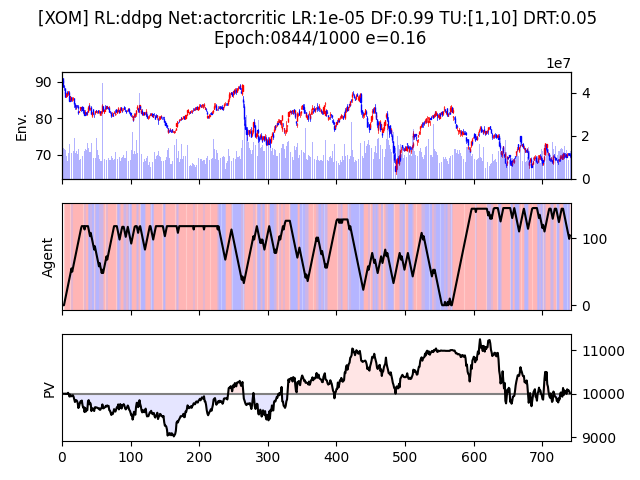 [XOM] RL:ddpg Net:actorcritic LR:1e-05 DF:0.99 TU:[1,10] DRT:0.05
Epoch:0844/1000 e=0.16
1e7
90
80
70
Env.
4
2
0
Agent
100
0
PV
11000
10000
9000
0 100 200 300 400 500 600 700